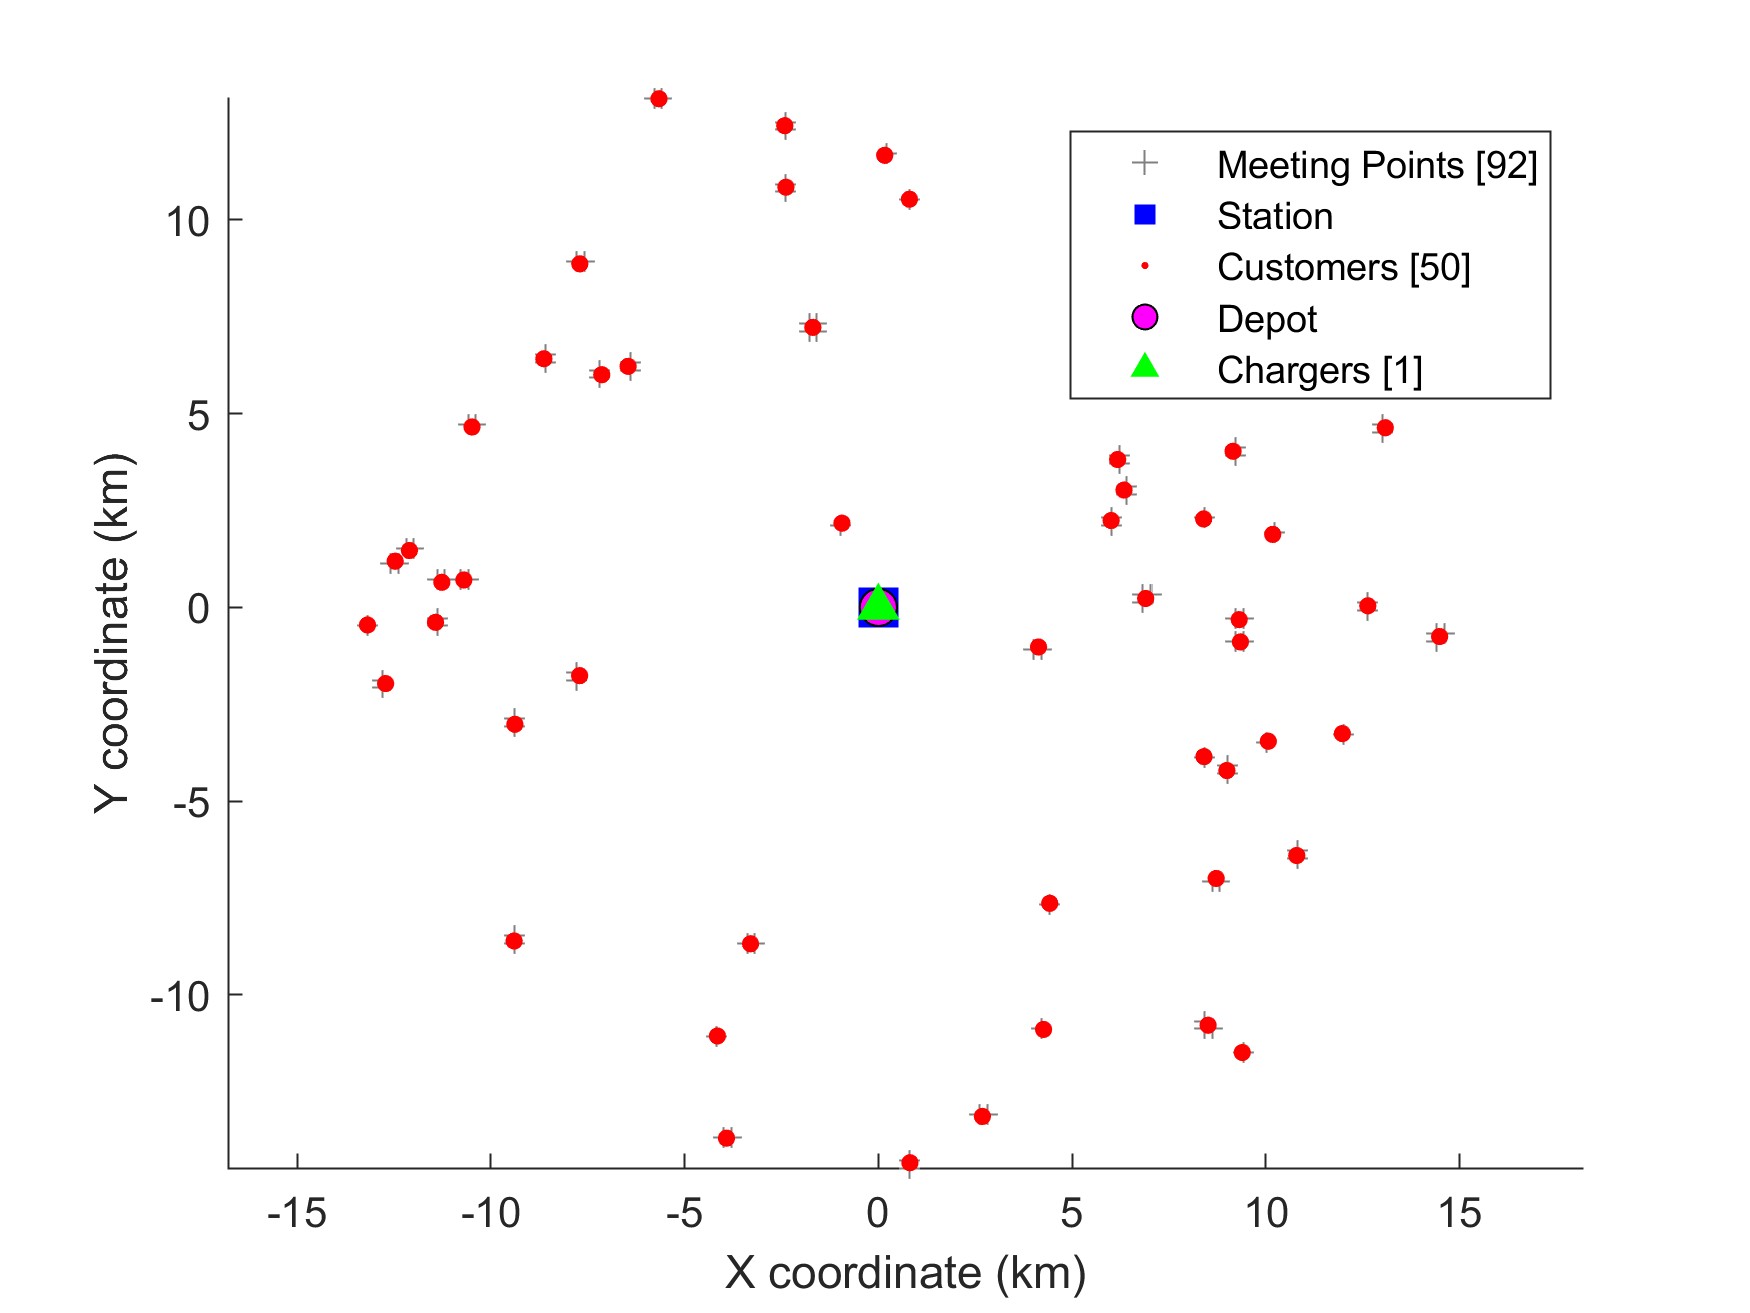 Meeting Points [92]
Station
Customers [50]
Depot
Chargers [1]
10
5
0
-5
-10
Y coordinate (km)
-15 -10 -5 0 5 10 15
X coordinate (km)